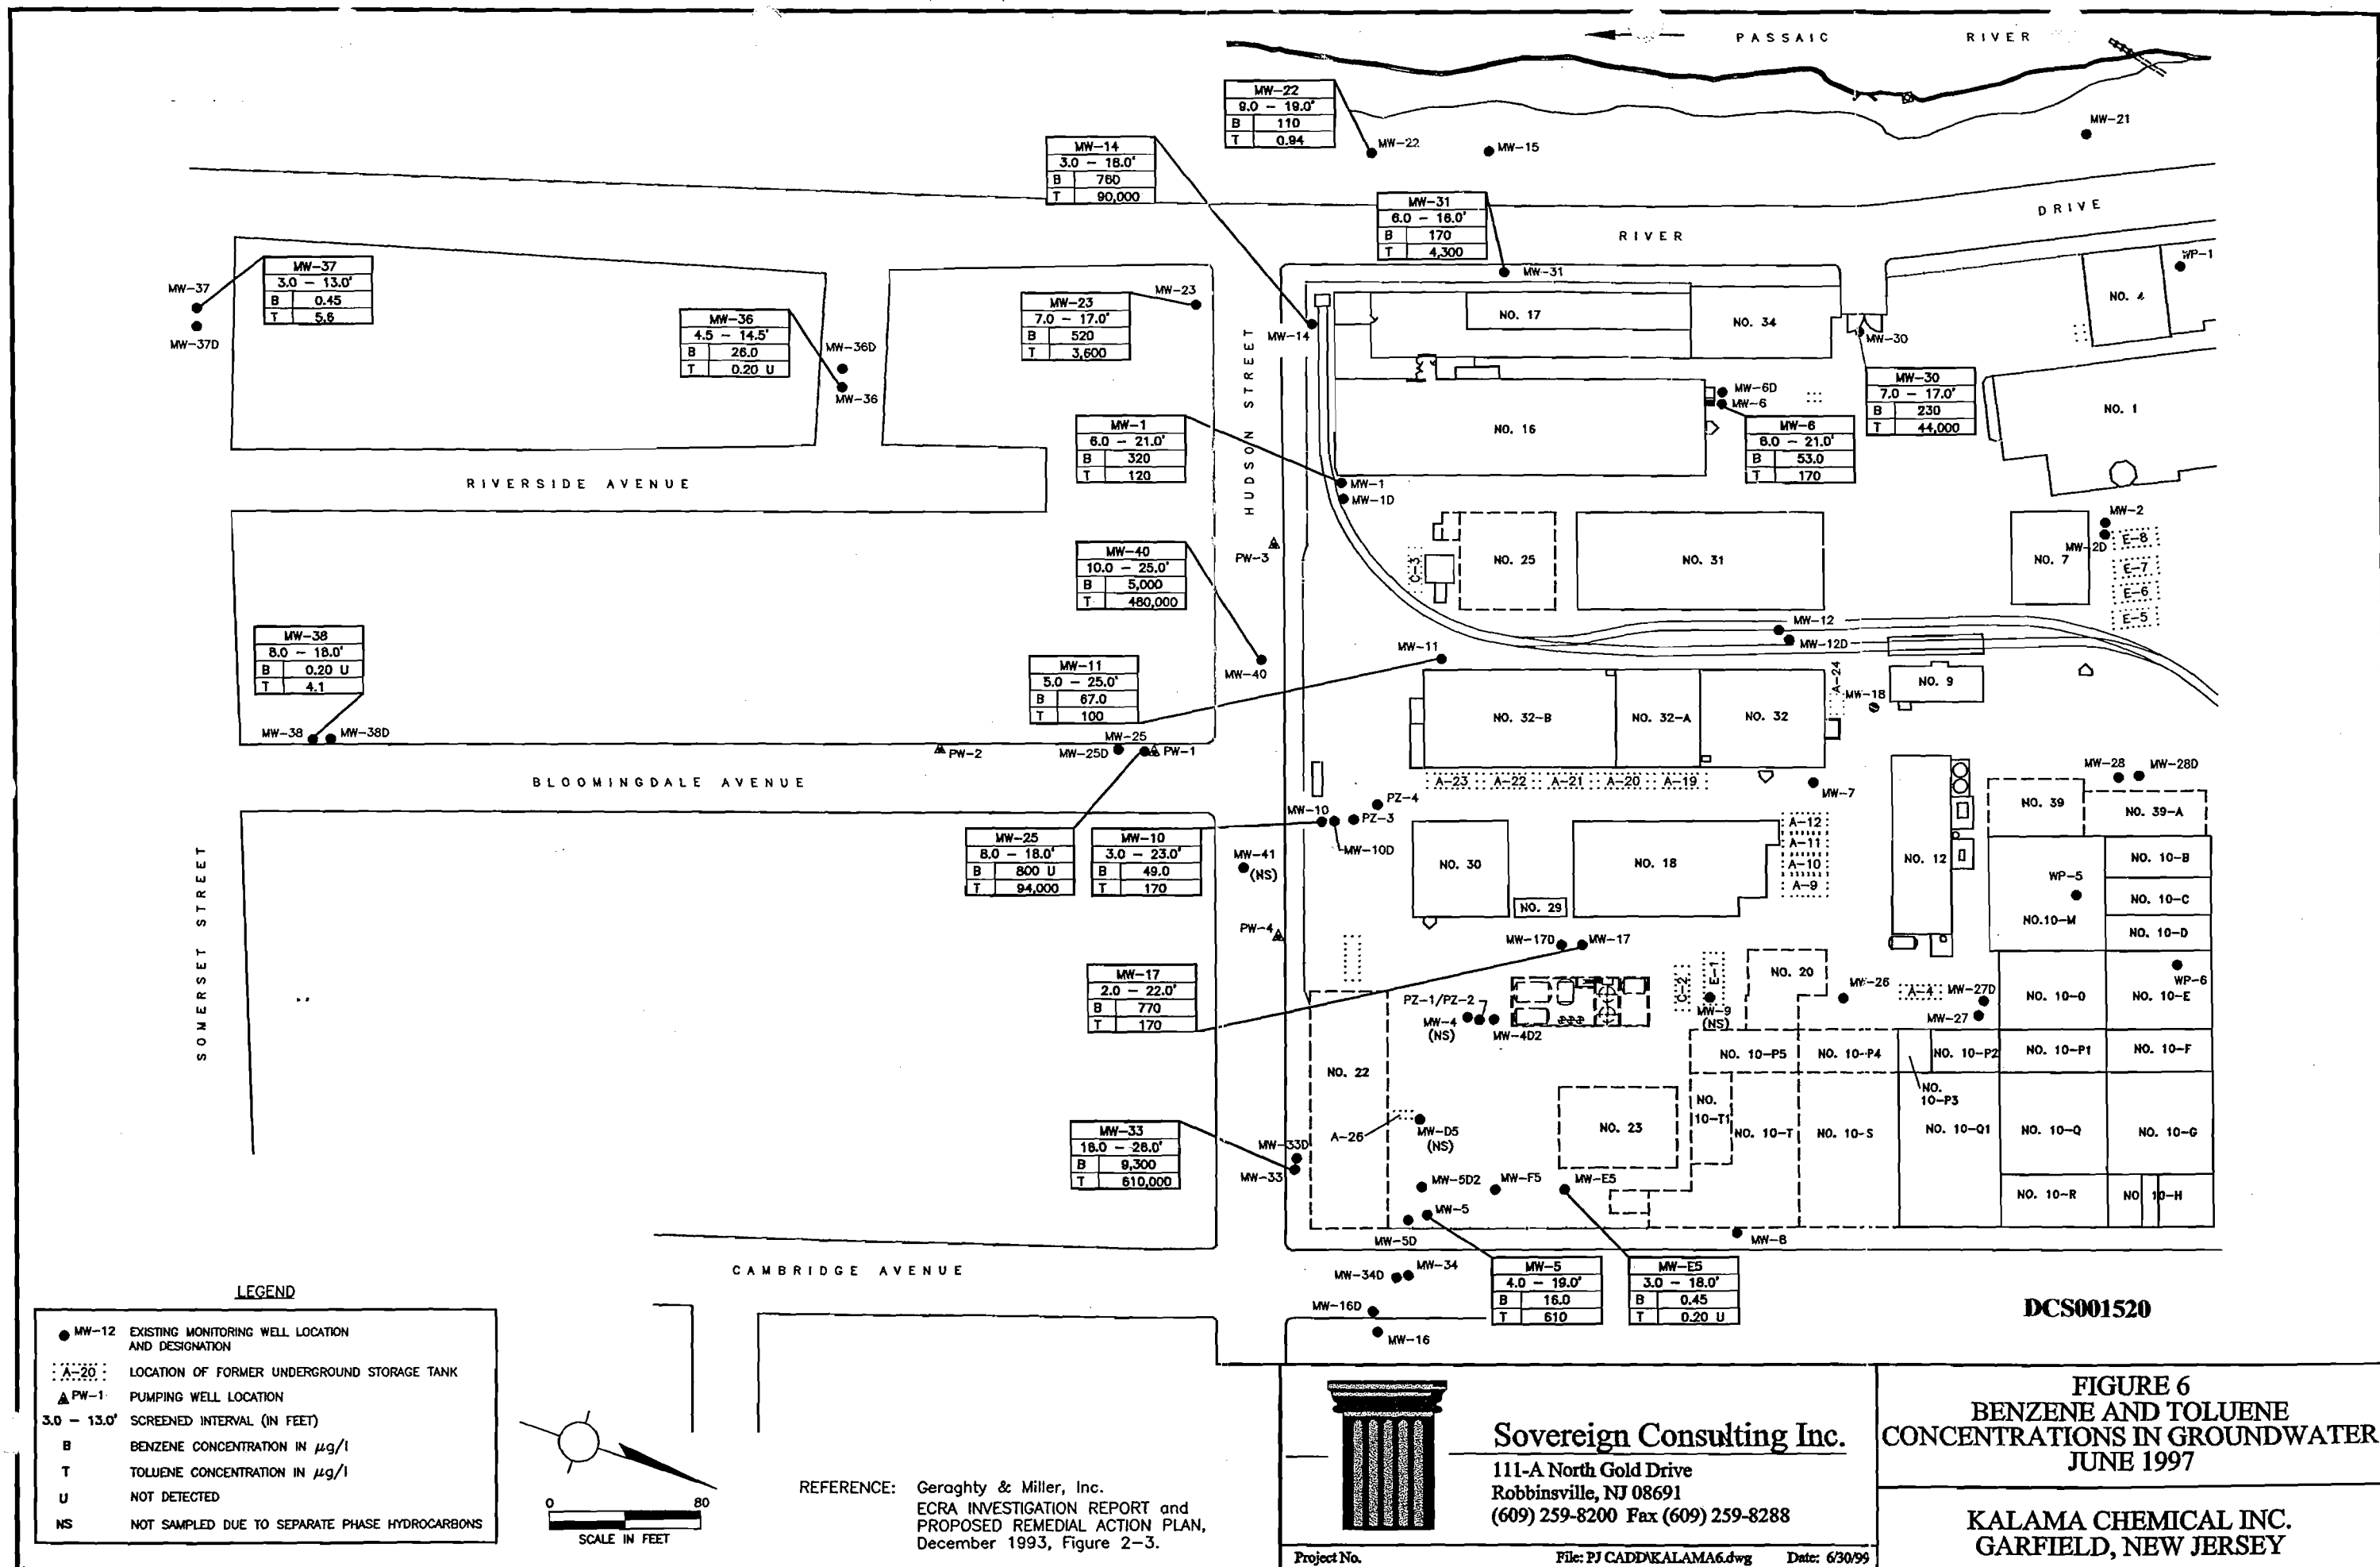 PASSAIC RIVER
MW-22
9.0 - 19.0'
B 110
T 0.94
MW-22
MW-15
MW-21
MW-14
3.0 - 18.0'
B 760
T 90,000
MW-31
6.0 - 16.0'
B 170
T 4,300
RIVER DRIVE
MW-31
WP-1
MW-37
3.0 - 13.0'
B 0.45
T 5.6
MW-37
MW-37D
MW-36
4.5 - 14.5'
B 26.0
T 0.20 U
MW-36D
MW-36
MW-23
7.0 - 17.0'
B 520
T 3,600
MW-23
HUDSON STREET
MW-14
NO. 17
NO. 34
MW-30
NO. 4
MW-30
7.0 - 17.0'
B 230
T 44,000
NO. 1
MW-6D
MW-6
MW-6
6.0 - 21.0'
B 53.0
T 170
NO. 16
MW-1
6.0 - 21.0'
B 320
T 120
MW-1
MW-1D
RIVERSIDE AVENUE
PW-3
MW-40
10.0 - 25.0'
B 5,000
T 480,000
MW-40
C-3
NO. 25
NO. 31
NO. 7
MW-2
MW-2D
E-8
E-7
E-6
E-5
MW-12
MW-12D
MW-38
8.0 - 18.0'
B 0.20 U
T 4.1
MW-38
MW-38D
MW-11
5.0 - 25.0'
B 67.0
T 100
MW-11
NO. 32-B
NO. 32-A
NO. 32
A-24
MW-18
NO. 9
PW-2
MW-25D
MW-25
PW-1
BLOOMINGDALE AVENUE
A-23
A-22
A-21
A-20
A-19
MW-7
MW-28
MW-28D
NO. 39
NO. 39-A
MW-25
8.0 - 18.0'
B 800 U
T 94,000
MW-10
3.0 - 23.0'
B 49.0
T 170
MW-10
PZ-4
PZ-3
MW-10D
MW-41
(NS)
NO. 30
NO. 29
NO. 18
A-12
A-11
A-10
A-9
NO. 12
WP-5
NO.10-M
NO. 10-B
NO. 10-C
NO. 10-D
SOMERSET STREET
PW-4
MW-17D
MW-17
MW-17
2.0 - 22.0'
B 770
T 170
PZ-1/PZ-2
MW-4
(NS)
MW-4D2
C-2
E-1
MW-9
(NS)
NO. 20
MW-26
A-4
MW-27D
MW-27
NO. 10-O
WP-6
NO. 10-E
NO. 22
NO. 10-P5
NO. 10-P4
NO. 10-P2
NO. 10-P1
NO. 10-F
NO.
10-P3
A-26
MW-D5
(NS)
NO. 23
NO.
10-T1
NO. 10-T
NO. 10-S
NO. 10-Q1
NO. 10-Q
NO. 10-G
MW-33
18.0 - 28.0'
B 9,300
T 610,000
MW-33D
MW-33
MW-5D2
MW-F5
MW-E5
MW-5
MW-5D
NO. 10-R
NO 10-H
MW-8
CAMBRIDGE AVENUE
MW-34D
MW-34
MW-16D
MW-16
MW-5
4.0 - 19.0'
B 16.0
T 610
MW-E5
3.0 - 18.0'
B 0.45
T 0.20 U
DCS001520
LEGEND
MW-12 EXISTING MONITORING WELL LOCATION
AND DESIGNATION
A-20 LOCATION OF FORMER UNDERGROUND STORAGE TANK
PW-1 PUMPING WELL LOCATION
3.0 - 13.0' SCREENED INTERVAL (IN FEET)
B BENZENE CONCENTRATION IN µg/l
T TOLUENE CONCENTRATION IN µg/l
U NOT DETECTED
NS NOT SAMPLED DUE TO SEPARATE PHASE HYDROCARBONS
0 80
SCALE IN FEET
REFERENCE: Geraghty & Miller, Inc.
ECRA INVESTIGATION REPORT and
PROPOSED REMEDIAL ACTION PLAN,
December 1993, Figure 2-3.
Sovereign Consulting Inc.
111-A North Gold Drive
Robbinsville, NJ 08691
(609) 259-8200 Fax (609) 259-8288
Project No. File: PJ CADD\KALAMA6.dwg Date: 6/30/99
FIGURE 6
BENZENE AND TOLUENE
CONCENTRATIONS IN GROUNDWATER
JUNE 1997
KALAMA CHEMICAL INC.
GARFIELD, NEW JERSEY